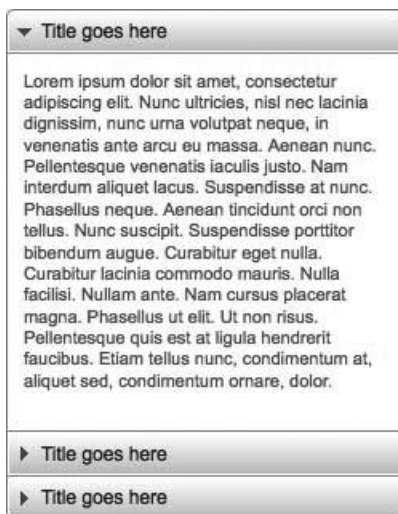 Title goes here
Lorem ipsum dolor sit amet, consectetur
adipiscing elit. Nunc ultricies, nisl nec lacinia
dignissim, nunc urna volutpat neque, in
venenatis ante arcu eu massa. Aenean nunc.
Pellentesque venenatis iaculis justo. Nam
interdum aliquet lacus. Suspendisse at nunc.
Phasellus neque. Aenean tincidunt orci non
tellus. Nunc suscipit. Suspendisse porttitor
bibendum augue. Curabitur eget nulla.
Curabitur lacinia commodo mauris. Nulla
facilisi. Nullam ante. Nam cursus placerat
magna. Phasellus ut elit. Ut non risus.
Pellentesque quis est at ligula hendrerit
faucibus. Etiam tellus nunc, condimentum at,
aliquet sed, condimentum ornare, dolor.
Title goes here
Title goes here